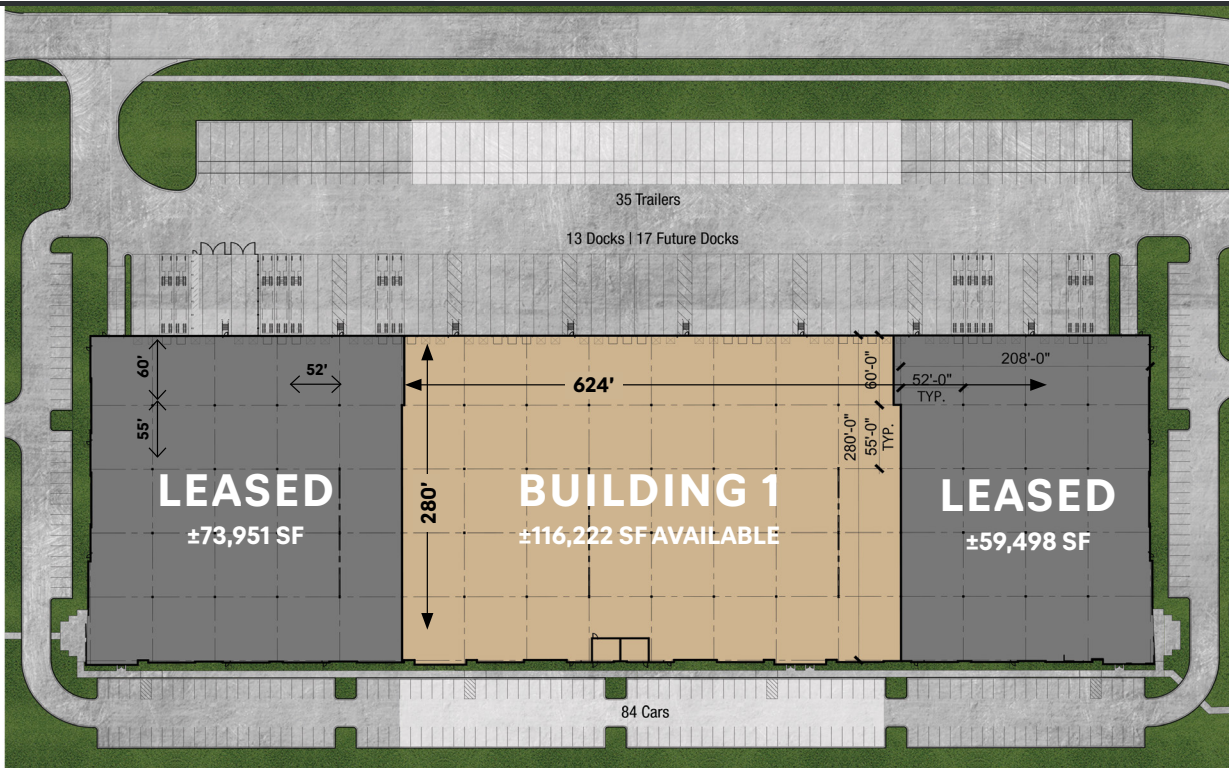 35 Trailers
13 Docks | 17 Future Docks
60'
52'
55'
624'
280'
60'-0"
280'-0"
55'-0"
TYP.
208'-0"
52'-0"
TYP.
LEASED
±73,951 SF
BUILDING 1
±116,222 SF AVAILABLE
LEASED
±59,498 SF
84 Cars